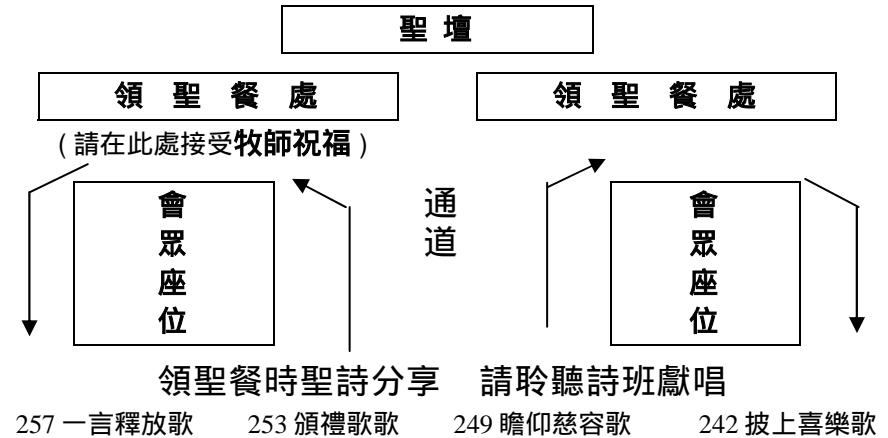 聖 壇
領 聖 餐 處 領 聖 餐 處
( 請在此處接受牧師祝福 )
會眾座位 通道 會眾座位
領聖餐時聖詩分享 請聆聽詩班獻唱
257 一言釋放歌 253 頒禮歌歌 249 瞻仰慈容歌 242 披上喜樂歌